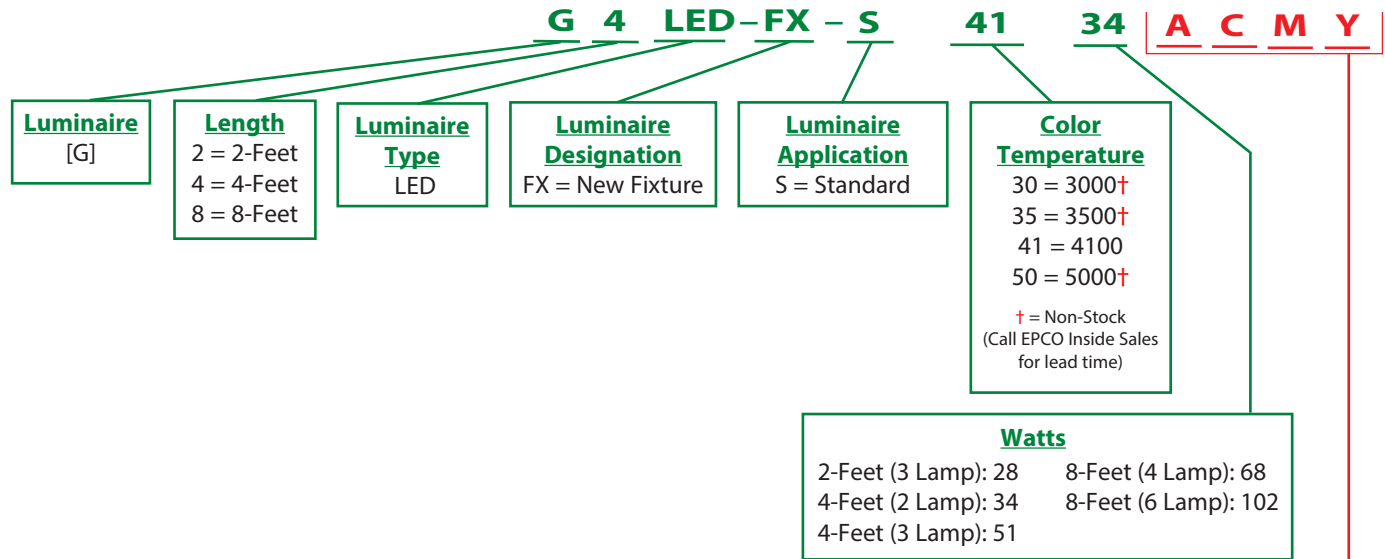 G 4 LED – FX – S 41 34 A C M Y
Luminaire
[G]
Length
2 = 2-Feet
4 = 4-Feet
8 = 8-Feet
Luminaire
Type
LED
Luminaire
Designation
FX = New Fixture
Luminaire
Application
S = Standard
Color
Temperature
30 = 3000†
35 = 3500†
41 = 4100
50 = 5000†
† = Non-Stock
(Call EPCO Inside Sales
for lead time)
Watts
2-Feet (3 Lamp): 28
4-Feet (2 Lamp): 34
4-Feet (3 Lamp): 51
8-Feet (4 Lamp): 68
8-Feet (6 Lamp): 102